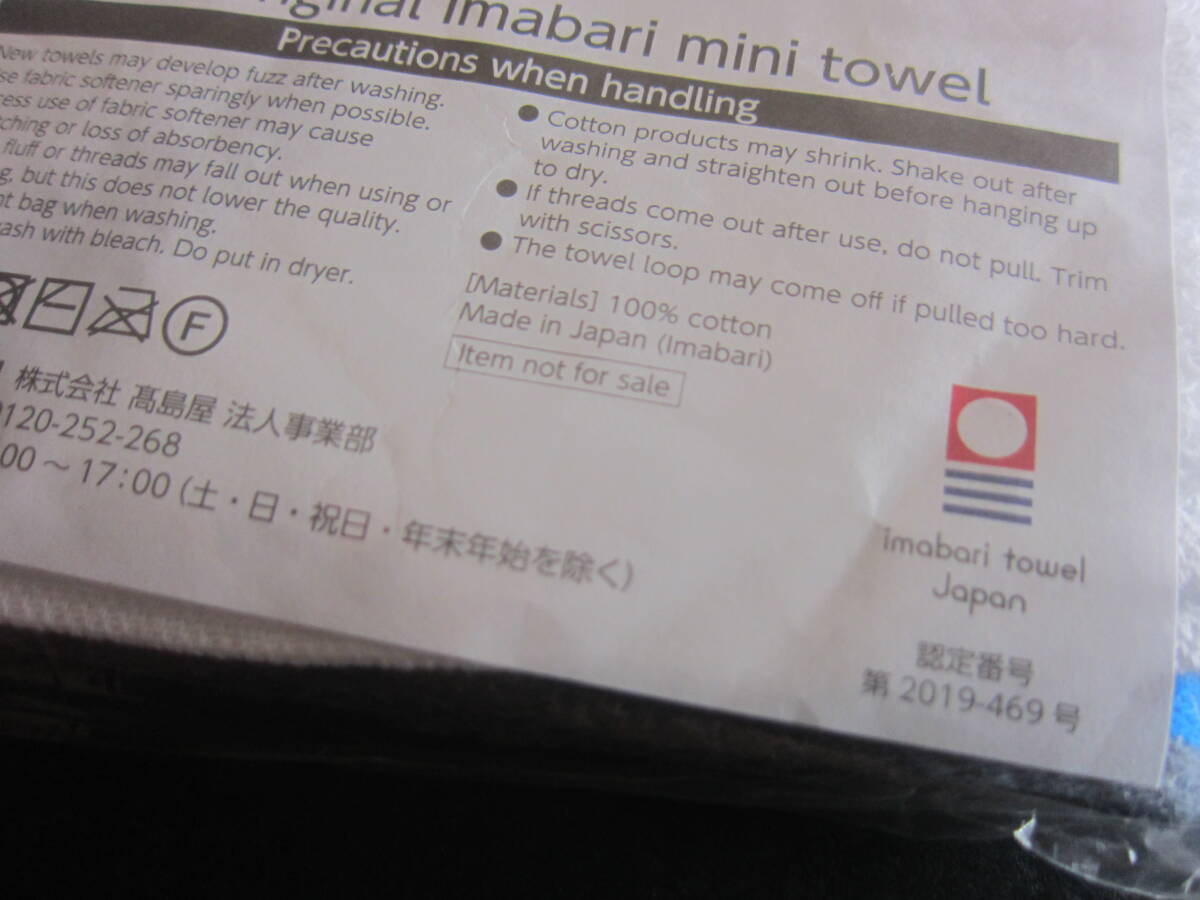 Imabari mini towel
Precautions when handling
New towels may develop fuzz after washing.
fabric softener sparingly when possible.
use of fabric softener may cause
or loss of absorbency.
fluff or threads may fall out when using or
but this does not lower the quality.
bag when washing.
with bleach. Do put in dryer.
● Cotton products may shrink. Shake out after
washing and straighten out before hanging up
to dry.
● If threads come out after use, do not pull. Trim
with scissors.
● The towel loop may come off if pulled too hard.
[Materials] 100% cotton
Made in Japan (Imabari)
Item not for sale
F
株式会社 髙島屋 法人事業部
0120-252-268
00～17:00 (土・日・祝日・年末年始を除く)
imabari towel
Japan
認定番号
第 2019-469 号